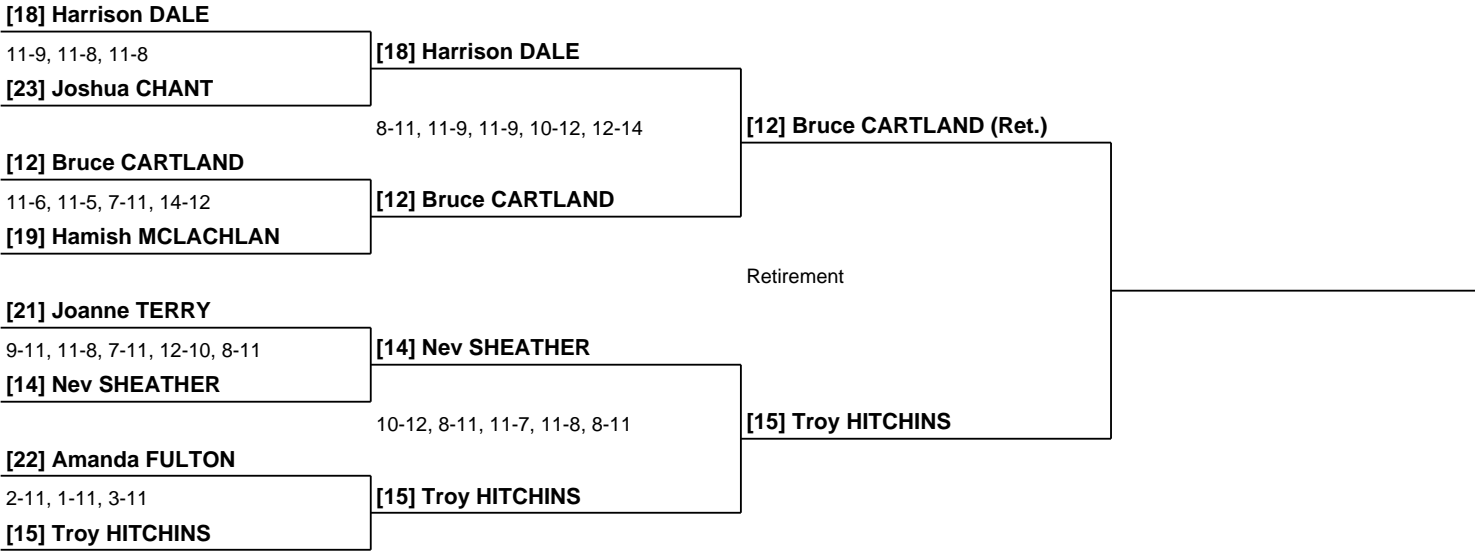 [18] Harrison DALE
11-9, 11-8, 11-8
[18] Harrison DALE
[23] Joshua CHANT
8-11, 11-9, 11-9, 10-12, 12-14
[12] Bruce CARTLAND (Ret.)
[12] Bruce CARTLAND
11-6, 11-5, 7-11, 14-12
[12] Bruce CARTLAND
[19] Hamish MCLACHLAN
Retirement
[21] Joanne TERRY
9-11, 11-8, 7-11, 12-10, 8-11
[14] Nev SHEATHER
[14] Nev SHEATHER
10-12, 8-11, 11-7, 11-8, 8-11
[15] Troy HITCHINS
[22] Amanda FULTON
2-11, 1-11, 3-11
[15] Troy HITCHINS
[15] Troy HITCHINS